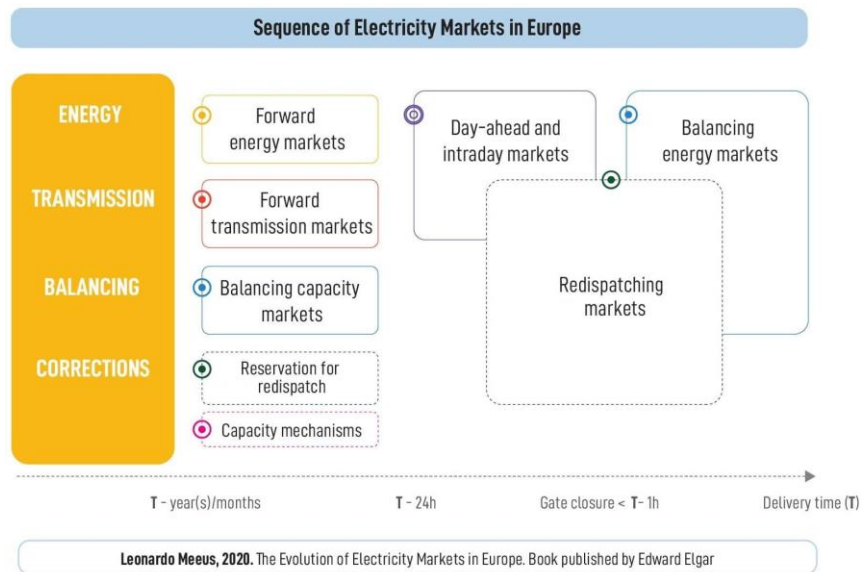 Sequence of Electricity Markets in Europe
ENERGY
Forward
energy markets
Day-ahead and
intraday markets
Balancing
energy markets
TRANSMISSION
Forward
transmission markets
BALANCING
Balancing capacity
markets
Redispatching
markets
CORRECTIONS
Reservation for
redispatch
Capacity mechanisms
T - year(s)/months
T - 24h
Gate closure < T- 1h
Delivery time (T)
Leonardo Meeus, 2020. The Evolution of Electricity Markets in Europe. Book published by Edward Elgar